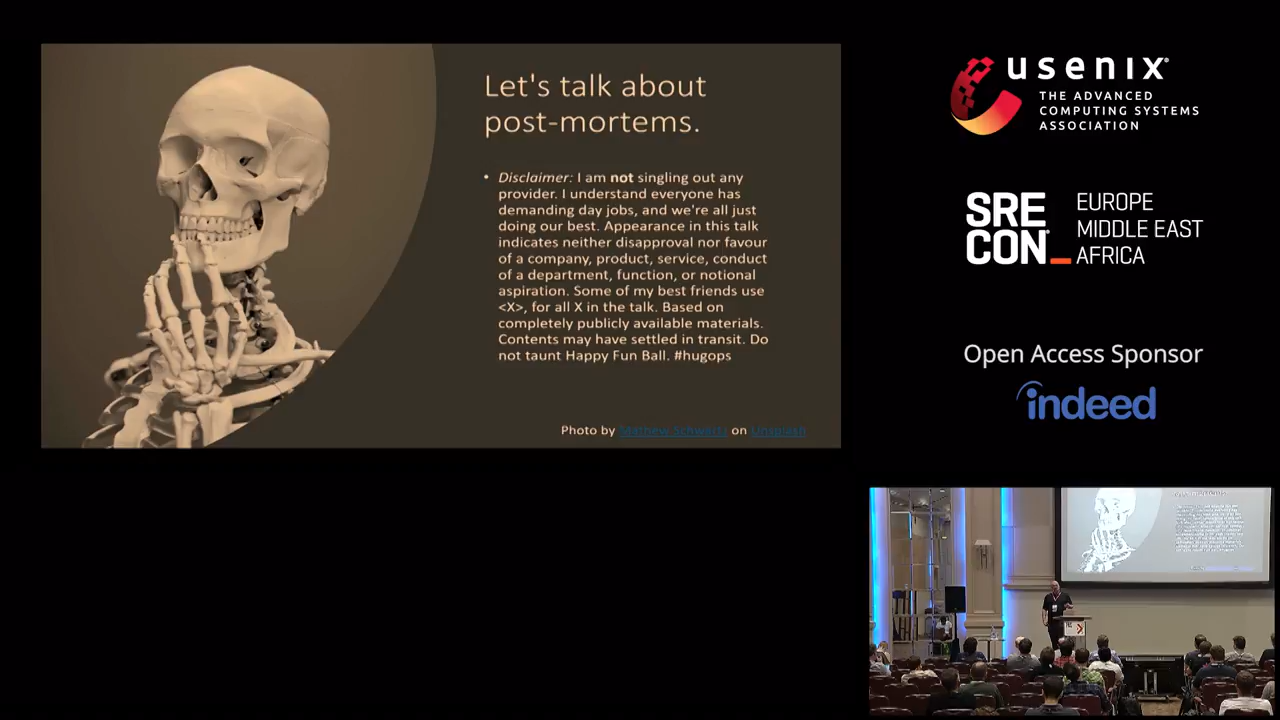 Let's talk about
post-mortems.
• Disclaimer: I am not singling out any
provider. I understand everyone has
demanding day jobs, and we're all just
doing our best. Appearance in this talk
indicates neither disapproval nor favour
of a company, product, service, conduct
of a department, function, or notional
aspiration. Some of my best friends use
<X>, for all X in the talk. Based on
completely publicly available materials.
Contents may have settled in transit. Do
not taunt Happy Fun Ball. #hugops
Photo by Mathew Schwartz on Unsplash
usenix
THE ADVANCED
COMPUTING SYSTEMS
ASSOCIATION
SRE
CON
EUROPE
MIDDLE EAST
AFRICA
Open Access Sponsor
indeed